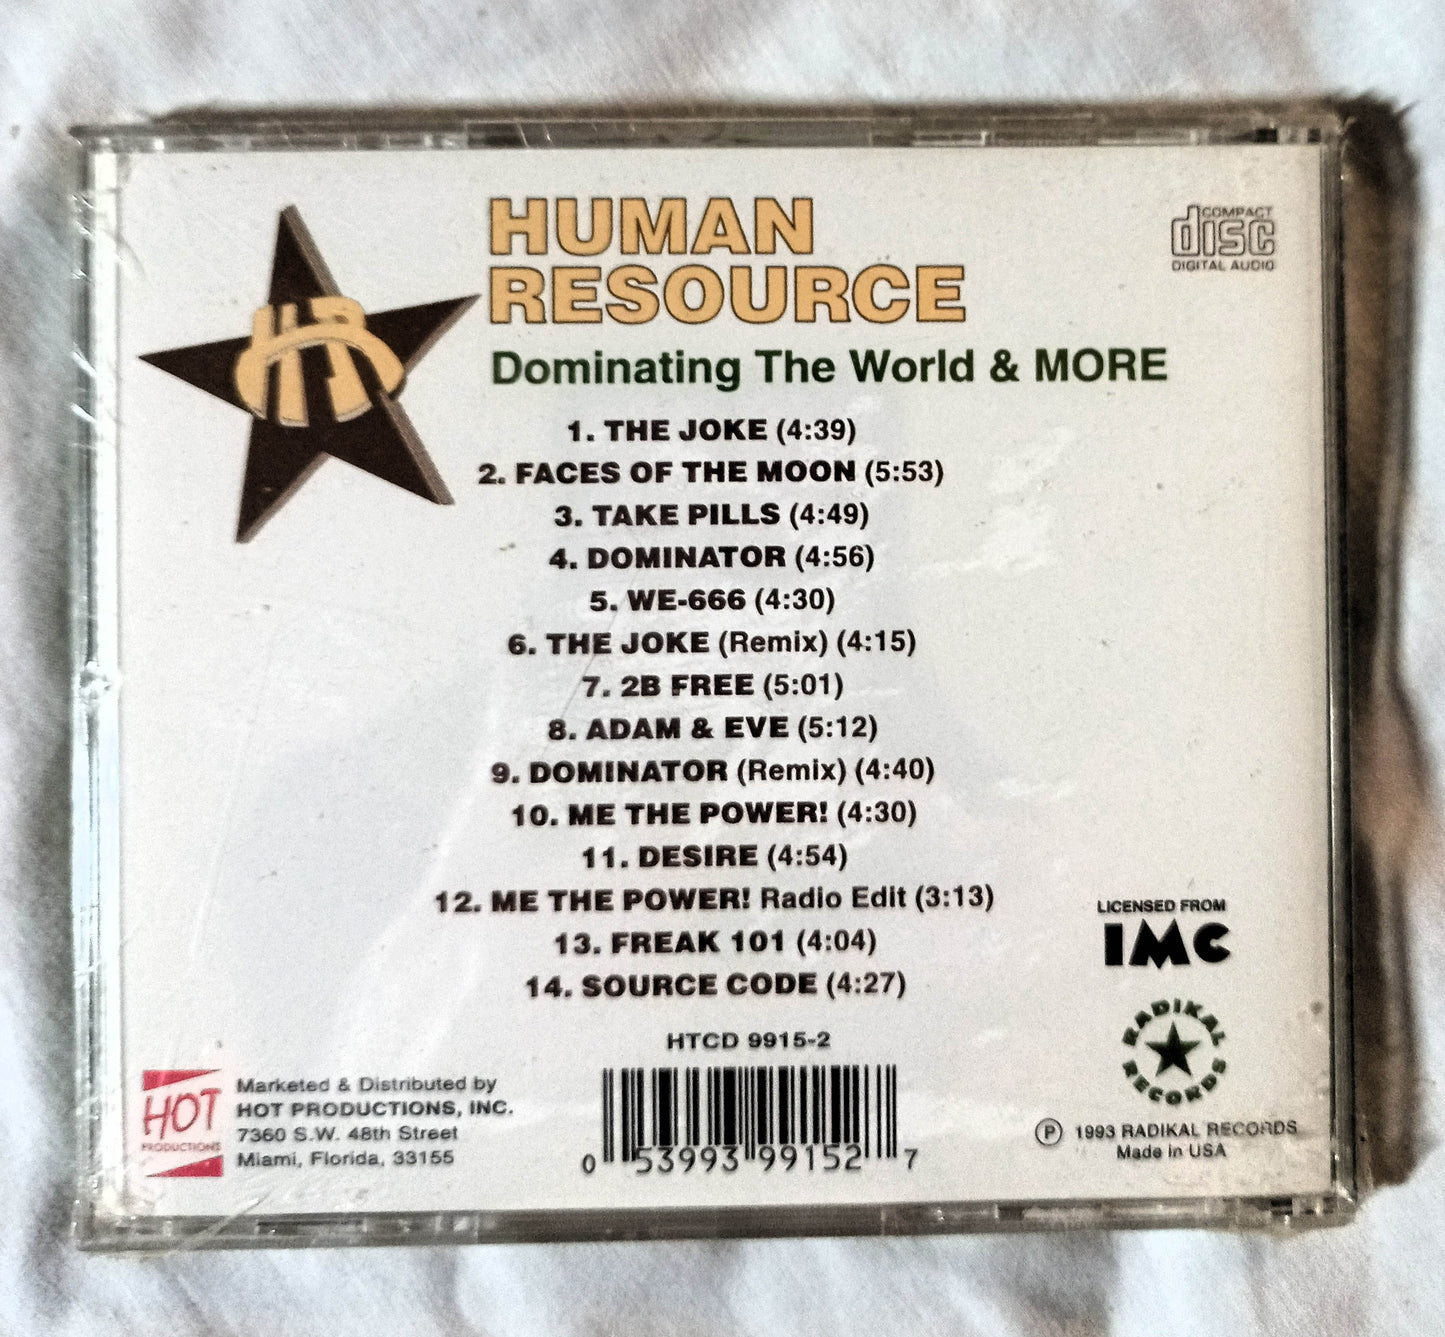 HR
HUMAN
RESOURCE
COMPACT
disc
DIGITAL AUDIO
Dominating The World & MORE
1. THE JOKE (4:39)
2. FACES OF THE MOON (5:53)
3. TAKE PILLS (4:49)
4. DOMINATOR (4:56)
5. WE-666 (4:30)
6. THE JOKE (Remix) (4:15)
7. 2B FREE (5:01)
8. ADAM & EVE (5:12)
9. DOMINATOR (Remix) (4:40)
10. ME THE POWER! (4:30)
11. DESIRE (4:54)
12. ME THE POWER! Radio Edit (3:13)
13. FREAK 101 (4:04)
14. SOURCE CODE (4:27)
LICENSED FROM
IMC
RADIKAL
RECORDS
HTCD 9915-2
HOT
PRODUCTIONS
Marketed & Distributed by
HOT PRODUCTIONS, INC.
7360 S.W. 48th Street
Miami, Florida, 33155
0 53993 99152 7
Ⓟ 1993 RADIKAL RECORDS
Made in USA